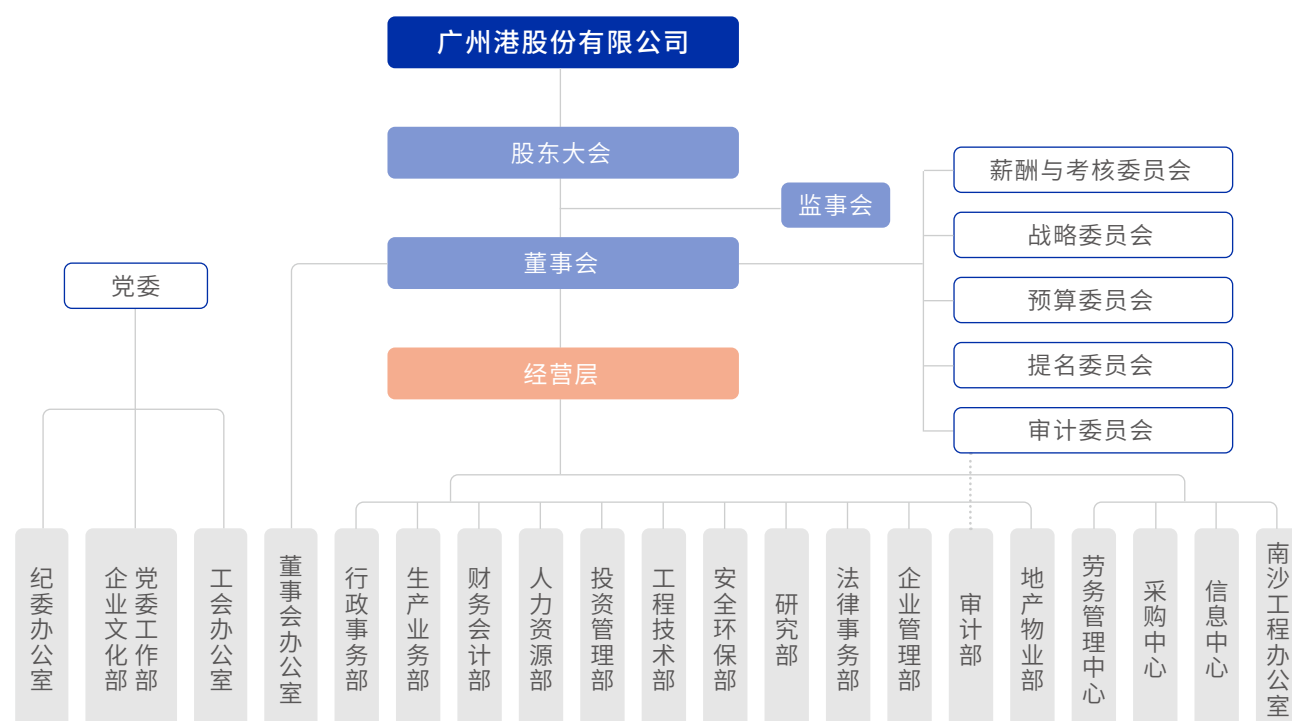 广州港股份有限公司
股东大会
监事会
董事会
经营层
党委
薪酬与考核委员会
战略委员会
预算委员会
提名委员会
审计委员会
纪委办公室
党委工作部
企业文化部
工会办公室
董事会办公室
行政事务部
生产业务部
财务会计部
人力资源部
投资管理部
工程技术部
安全环保部
研究部
法律事务部
企业管理部
审计部
地产物业部
劳务管理中心
采购中心
信息中心
南沙工程办公室